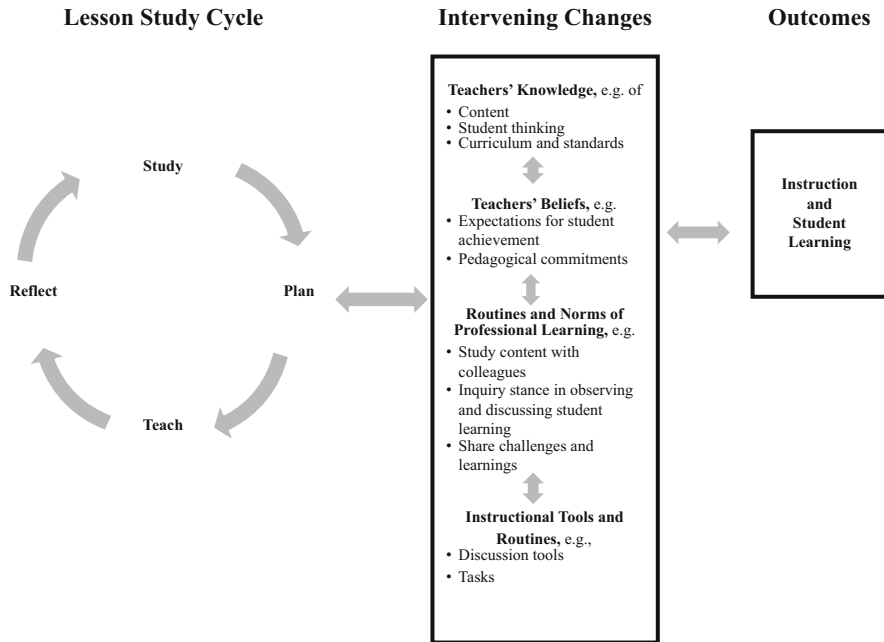 Lesson Study Cycle
Study
Reflect
Plan
Teach
Intervening Changes
Teachers’ Knowledge, e.g. of
• Content
• Student thinking
• Curriculum and standards
Teachers’ Beliefs, e.g.
• Expectations for student
achievement
• Pedagogical commitments
Routines and Norms of
Professional Learning, e.g.
• Study content with
colleagues
• Inquiry stance in observing
and discussing student
learning
• Share challenges and
learnings
Instructional Tools and
Routines, e.g.,
• Discussion tools
• Tasks
Outcomes
Instruction
and
Student
Learning